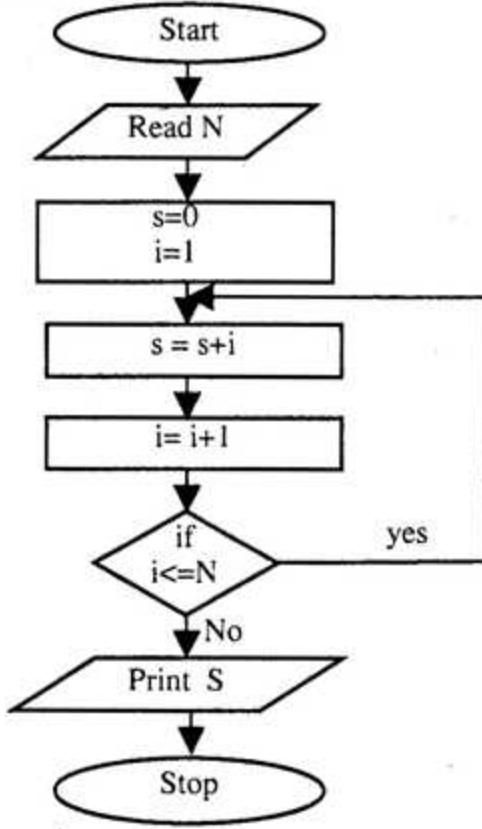 Start
Read N
s=0
i=1
s = s+i
i= i+1
if
i<=N
yes
No
Print S
Stop